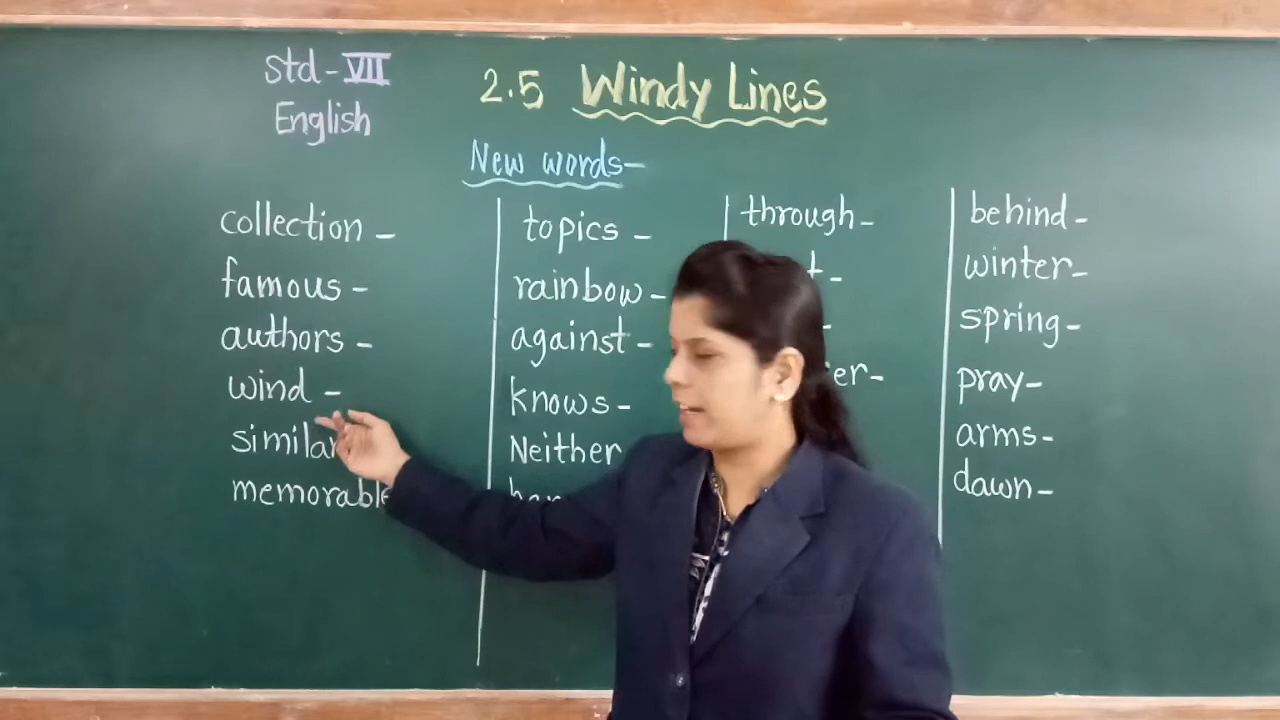 Std - VII
English
2.5 Windy Lines
New words-
collection -
famous -
authors -
wind -
similar
memorable
topics -
rainbow -
against -
knows -
Neither
through -
behind -
winter -
spring -
pray -
arms -
dawn -